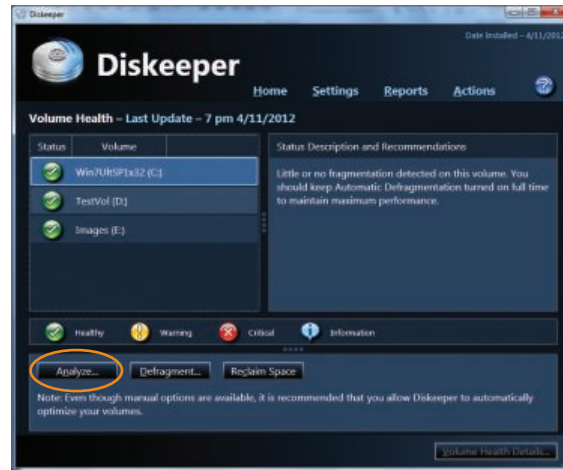 Diskeeper
Date Installed – 4/11/2012
Diskeeper
Home Settings Reports Actions
Volume Health – Last Update – 7 pm 4/11/2012
Status Volume
Status Description and Recommendations
Win7UltSP1x32 (C:)
TestVol (D:)
Images (E:)
Little or no fragmentation detected on this volume. You
should keep Automatic Defragmentation turned on full time
to maintain maximum performance.
Healthy Warning Critical Information
Analyze... Defragment... Reclaim Space
Note: Even though manual options are available, it is recommended that you allow Diskeeper to automatically
optimize your volumes.
Volume Health Details...